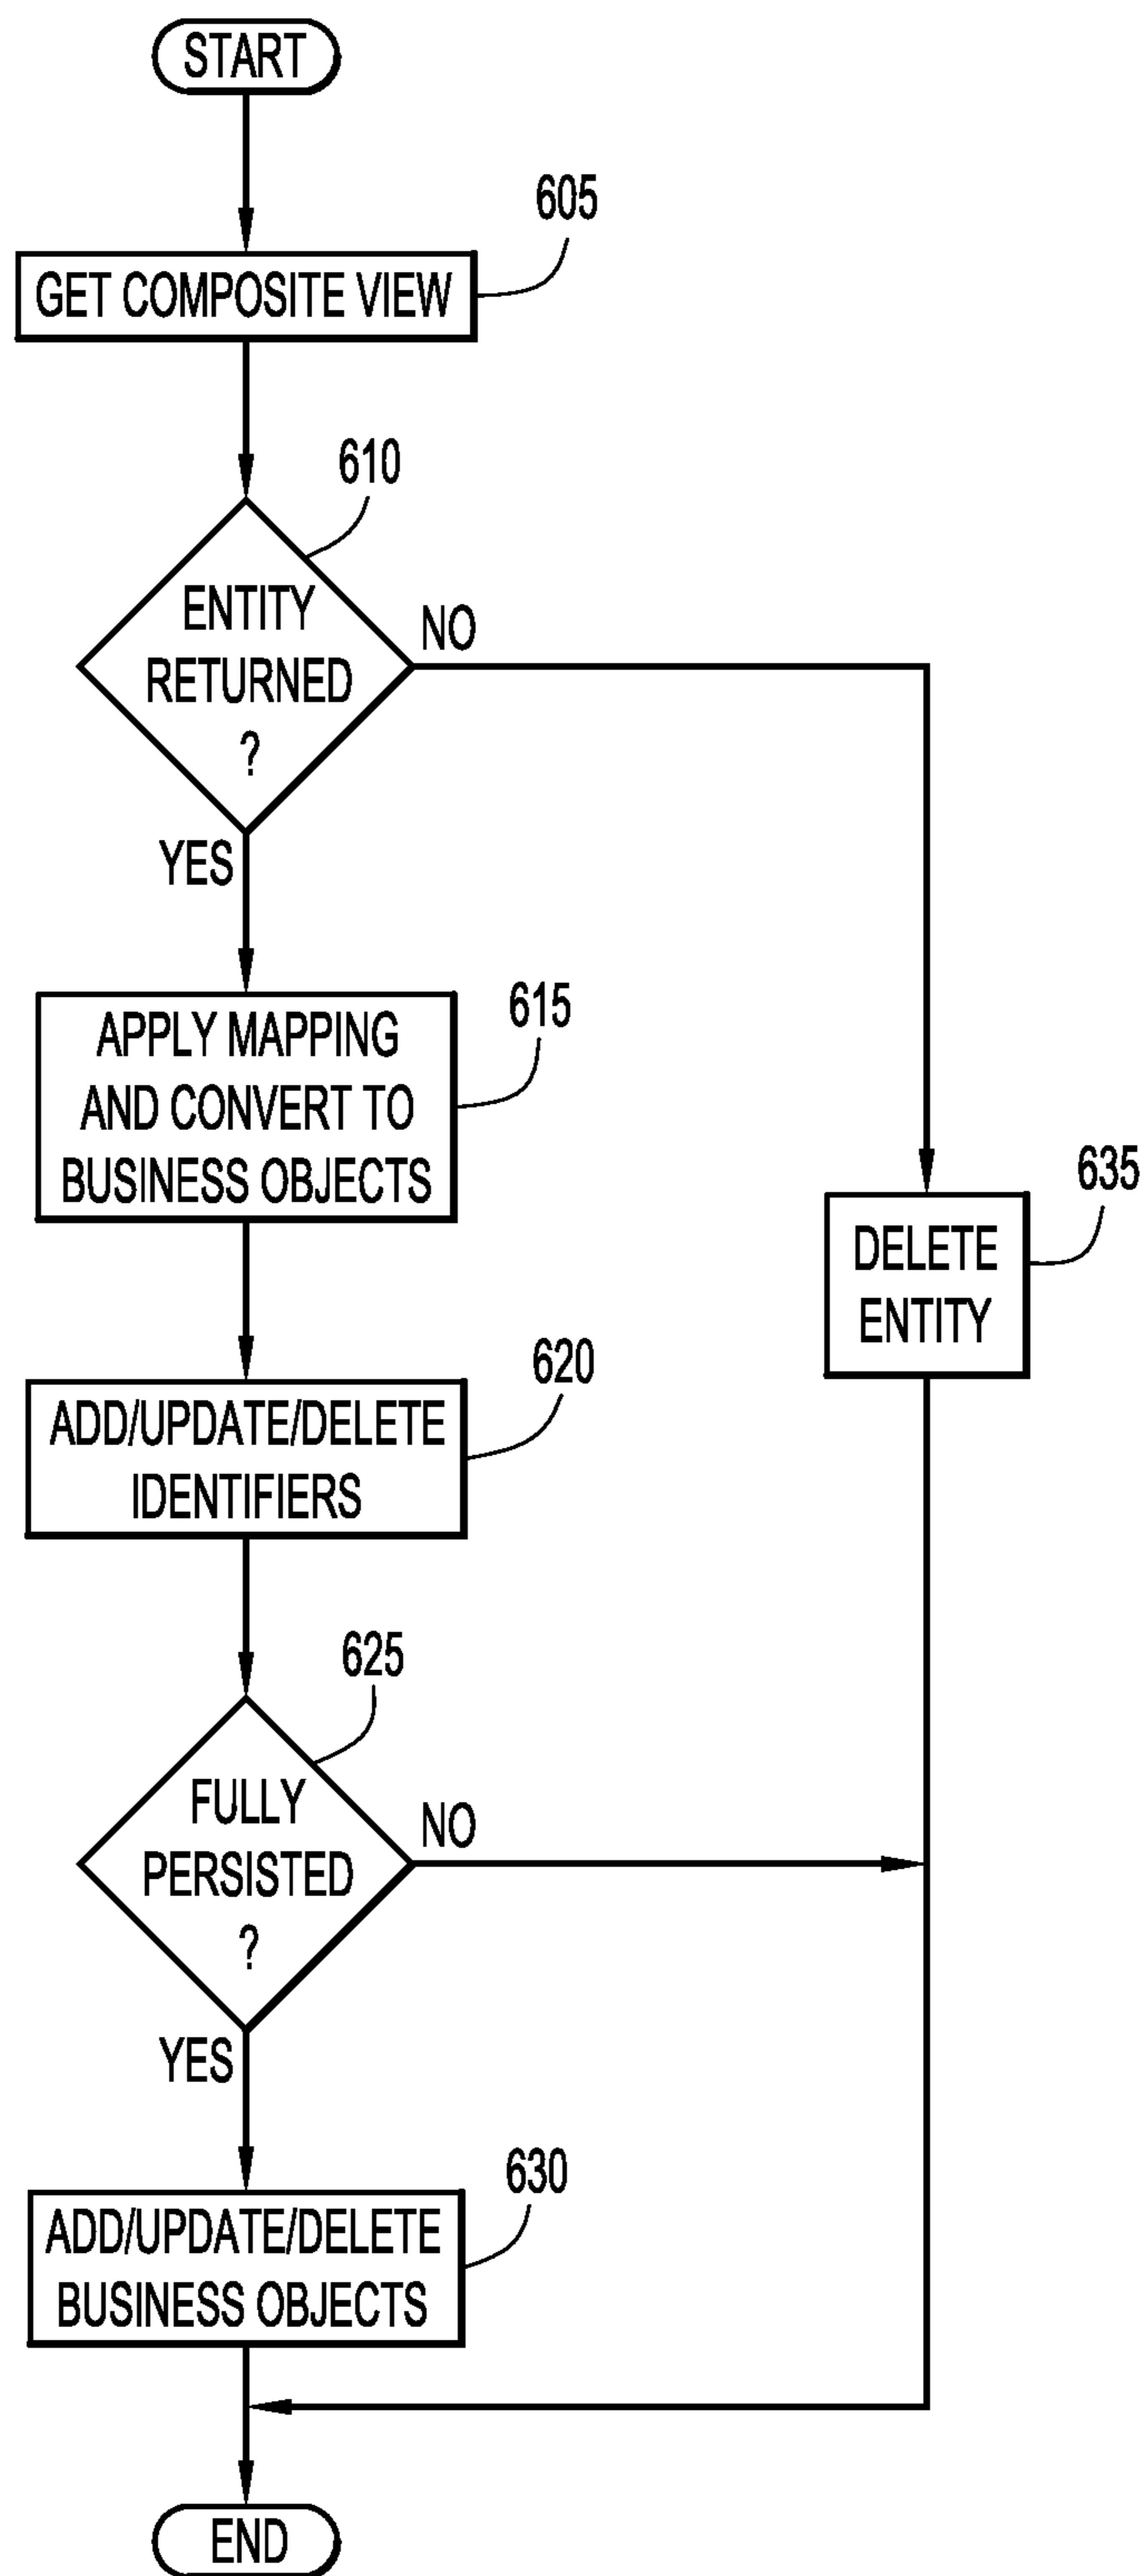 START
605
GET COMPOSITE VIEW
610
ENTITY
RETURNED
?
NO
YES
615
APPLY MAPPING
AND CONVERT TO
BUSINESS OBJECTS
635
DELETE
ENTITY
620
ADD/UPDATE/DELETE
IDENTIFIERS
625
FULLY
PERSISTED
?
NO
YES
630
ADD/UPDATE/DELETE
BUSINESS OBJECTS
END